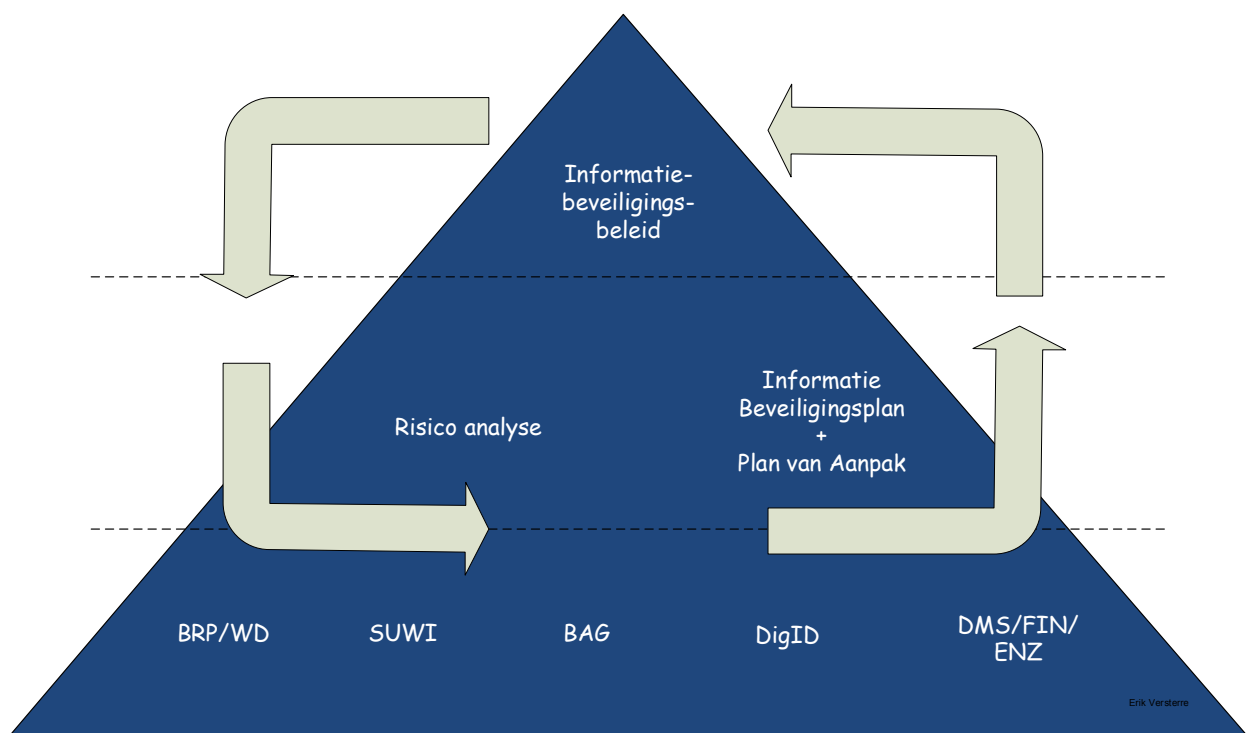 Informatie-
beveiligings-
beleid
Risico analyse
Informatie
Beveiligingsplan
+
Plan van Aanpak
BRP/WD
SUWI
BAG
DigID
DMS/FIN/
ENZ
Erik Versterre